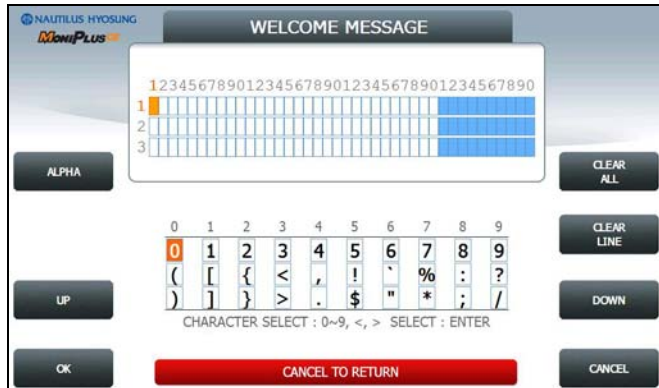 NAUTILUS HYOSUNG
MoniPlusCE
WELCOME MESSAGE
1234567890123456789012345678901234567890
1
2
3
ALPHA
CLEAR
ALL
0 1 2 3 4 5 6 7 8 9
0 1 2 3 4 5 6 7 8 9
( [ { < , ! ` % : ?
) ] } > . $ " * ; /
CLEAR
LINE
UP
DOWN
CHARACTER SELECT : 0~9, <, > SELECT : ENTER
OK
CANCEL TO RETURN
CANCEL